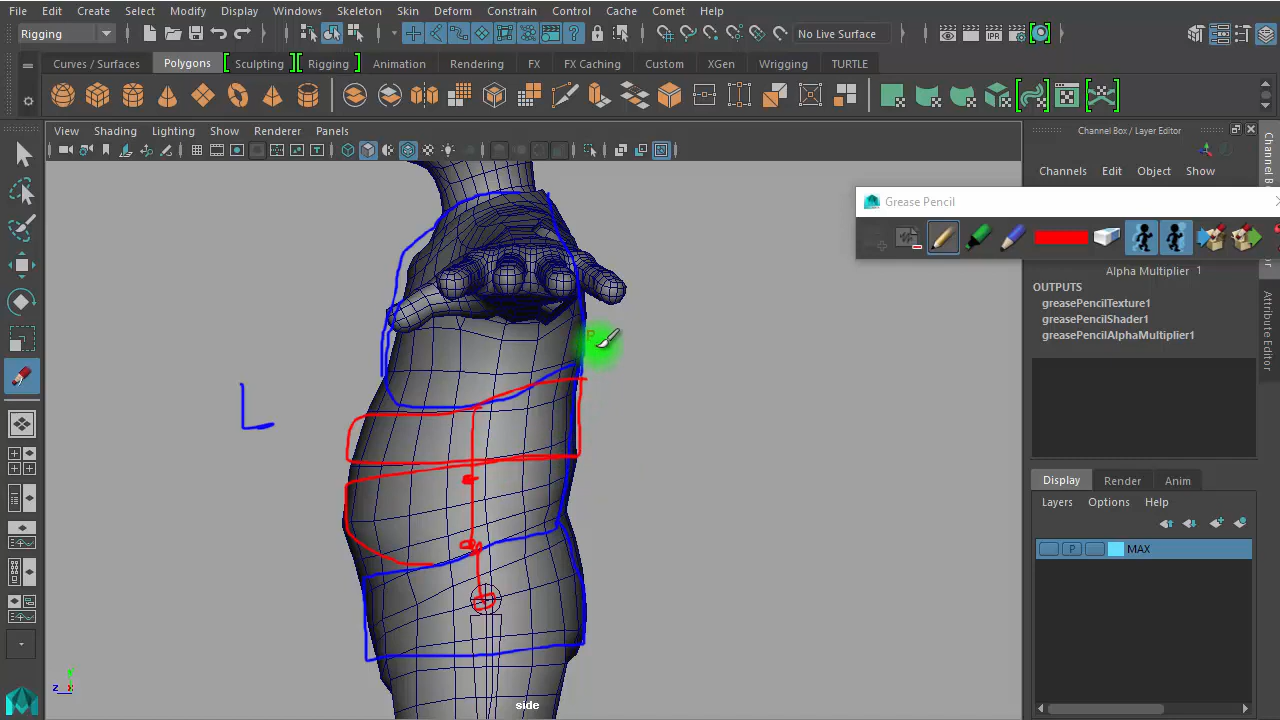 File Edit Create Select Modify Display Windows Skeleton Skin Deform Constrain Control Cache Comet Help
Rigging No Live Surface
Curves / Surfaces Polygons Sculpting Rigging Animation Rendering FX FX Caching Custom XGen Wrigging TURTLE
IPR
View Shading Lighting Show Renderer Panels
Channel Box / Layer Editor
Channels Edit Object Show
Grease Pencil
Alpha Multiplier 1
OUTPUTS
greasePencilTexture1
greasePencilShader1
greasePencilAlphaMultiplier1
Channel Box
Attribute Editor
P
L
Display Render Anim
Layers Options Help
P MAX
z x
side